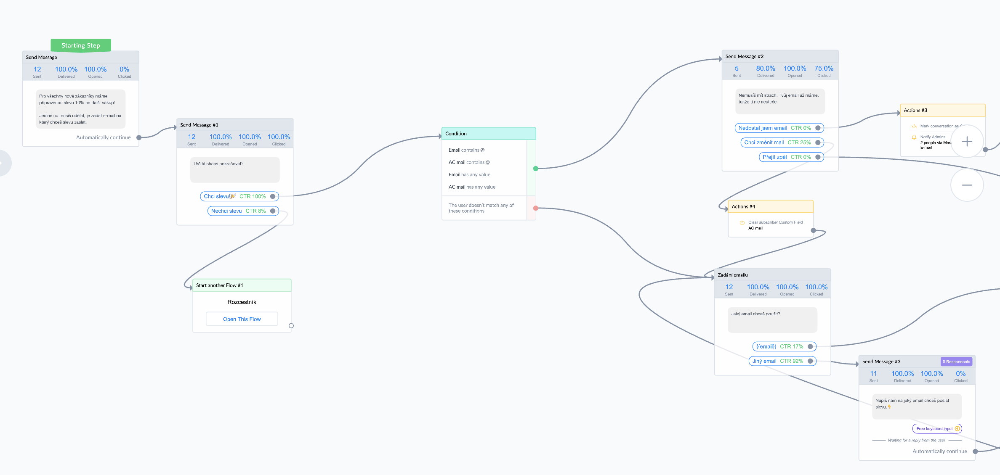 Starting Step
Send Message
12 100.0% 100.0% 0%
Sent Delivered Opened Clicked
Pro všechny nové zákazníky máme
připravenou slevu 10% na další nákup!
Jediné co musíš udělat, je zadat e-mail na
který chceš slevu zaslat.
Automatically continue
Send Message #1
12 100.0% 100.0% 100.0%
Sent Delivered Opened Clicked
Určitě chceš pokračovat?
Chci slevu!🎉 CTR 100%
Nechci slevu CTR 8%
Start another Flow #1
Rozcestník
Open This Flow
Condition
Email contains @
AC mail contains @
Email has any value
AC mail has any value
The user doesn't match any of
these conditions
Send Message #2
5 80.0% 100.0% 75.0%
Sent Delivered Opened Clicked
Nemusíš mít strach. Tvůj email už máme,
takže ti nic neuteče.
Nedostal jsem email CTR 0%
Chci změnit mail CTR 25%
Přejít zpět CTR 0%
Actions #3
Mark conversation as
Notify Admins
2 people via
E-mail
Actions #4
Clear subscriber Custom Field
AC mail
Zadání emailu
12 100.0% 100.0% 100.0%
Sent Delivered Opened Clicked
Jaký email chceš použít?
{{email}} CTR 17%
Jiný email CTR 92%
Send Message #3 0 Respondents
11 100.0% 100.0% 0%
Sent Delivered Opened Clicked
Napiš nám na jaký email chceš poslat
slevu.👇
Free keyboard input
Waiting for a reply from the user
Automatically continue